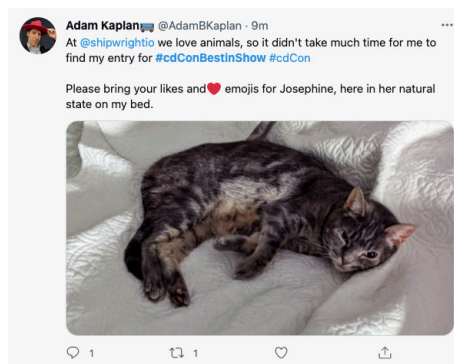 Adam Kaplan🚎 @AdamBKaplan · 9m
At @shipwrightio we love animals, so it didn't take much time for me to
find my entry for #cdConBestinShow #cdCon
Please bring your likes and❤️ emojis for Josephine, here in her natural
state on my bed.
1 1